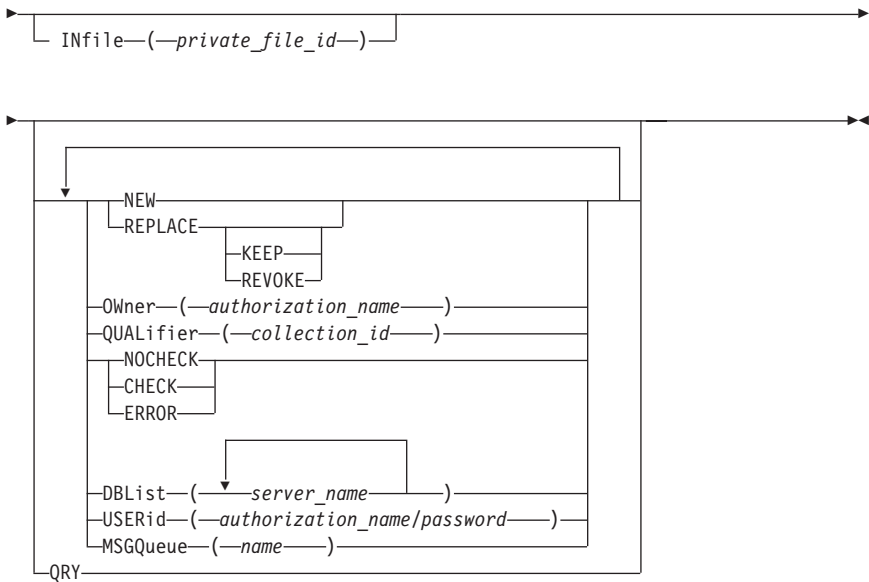 INfile ( private_file_id )
NEW
REPLACE
KEEP
REVOKE
OWner ( authorization_name )
QUALifier ( collection_id )
NOCHECK
CHECK
ERROR
DBList ( server_name )
USERid ( authorization_name/password )
MSGQueue ( name )
QRY